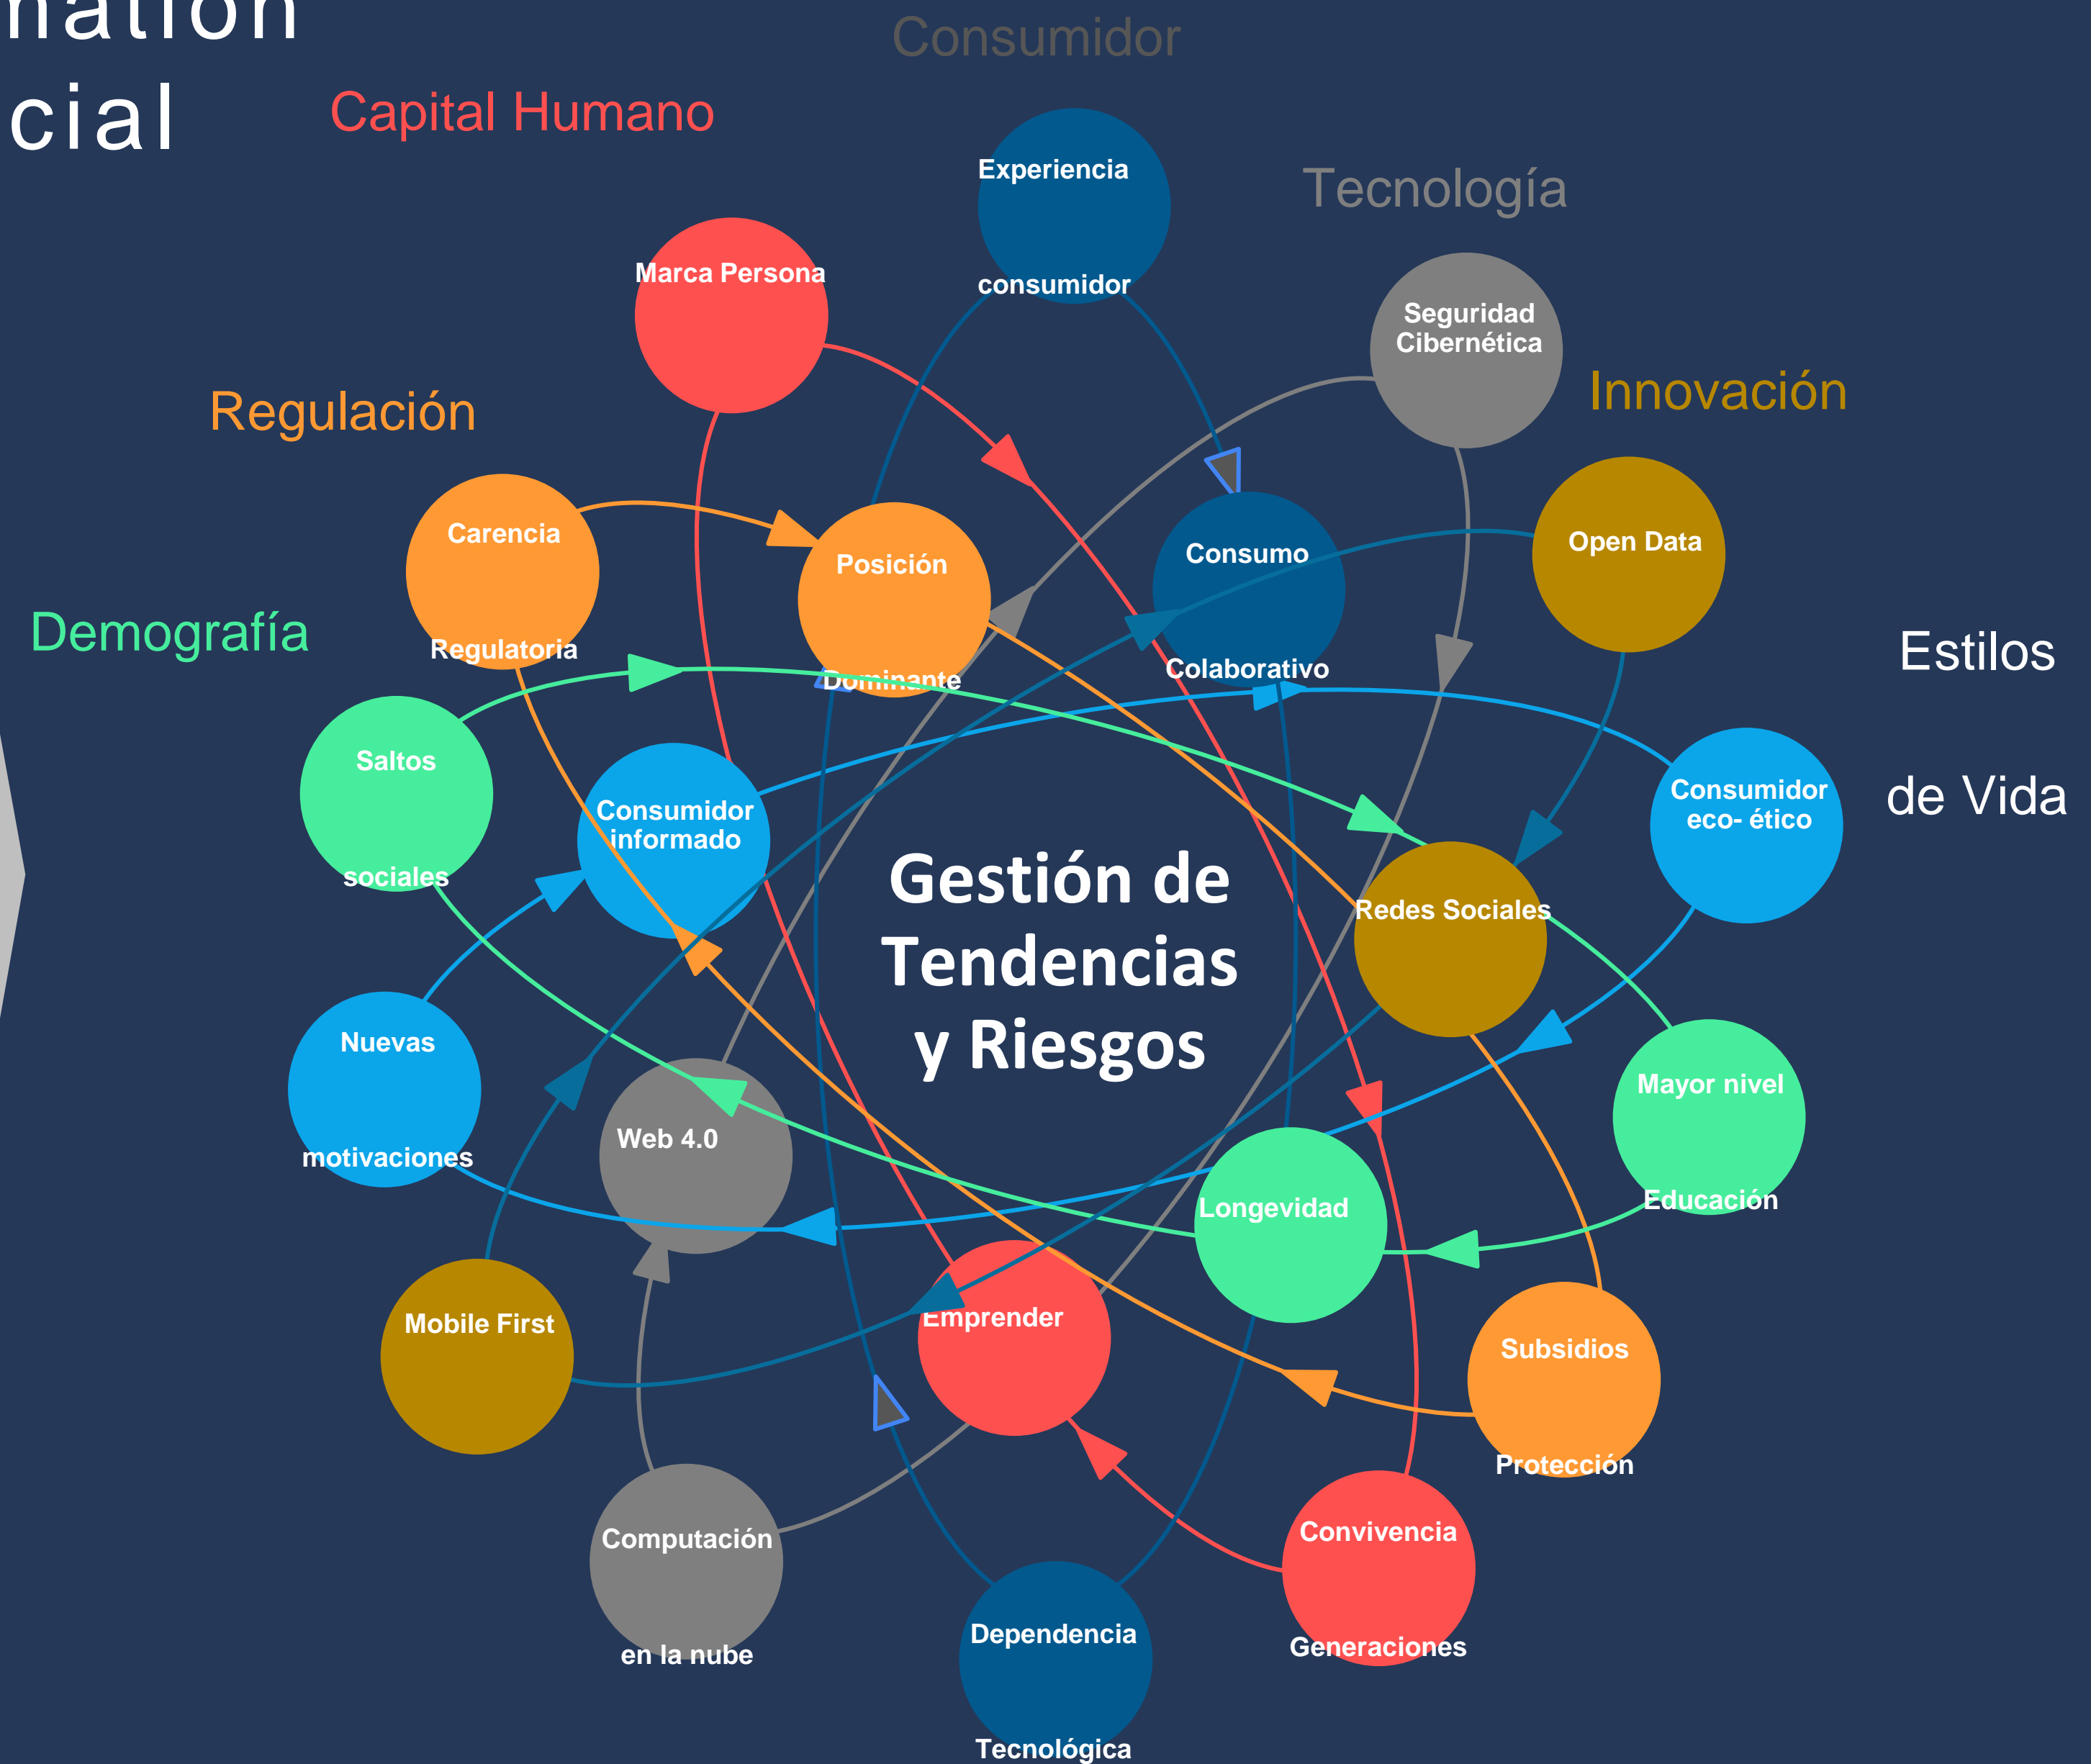 mation
cial
Consumidor
Capital Humano
Experiencia
consumidor
Tecnología
Marca Persona
Seguridad
Cibernética
Innovación
Regulación
Carencia
Regulatoria
Posición
Dominante
Consumo
Colaborativo
Open Data
Demografía
Estilos
de Vida
Saltos
sociales
Consumidor
informado
Consumidor
eco- ético
Gestión de
Tendencias
y Riesgos
Redes Sociales
Nuevas
motivaciones
Web 4.0
Mayor nivel
Educación
Longevidad
Mobile First
Emprender
Subsidios
Protección
Computación
en la nube
Convivencia
Generaciones
Dependencia
Tecnológica